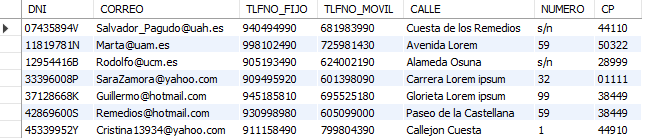 DNI CORREO TLFNO_FIJO TLFNO_MOVIL CALLE NUMERO CP
07435894V Salvador_Pagudo@uah.es 940494990 681983990 Cuesta de los Remedios s/n 44110
11819781N Marta@uam.es 998102490 725981430 Avenida Lorem 59 50322
12954416B Rodolfo@ucm.es 905193490 624002190 Alameda Osuna s/n 28999
33396008P SaraZamora@yahoo.com 909495920 601398090 Carrera Lorem ipsum 32 01111
37128668K Guillermo@hotmail.com 945185810 695525180 Glorieta Lorem ipsum 99 38449
42869600S Remedios@hotmail.com 930998980 605099000 Paseo de la Castellana 59 38449
45339952Y Cristina13934@yahoo.com 911158490 799804390 Callejon Cuesta 1 44910